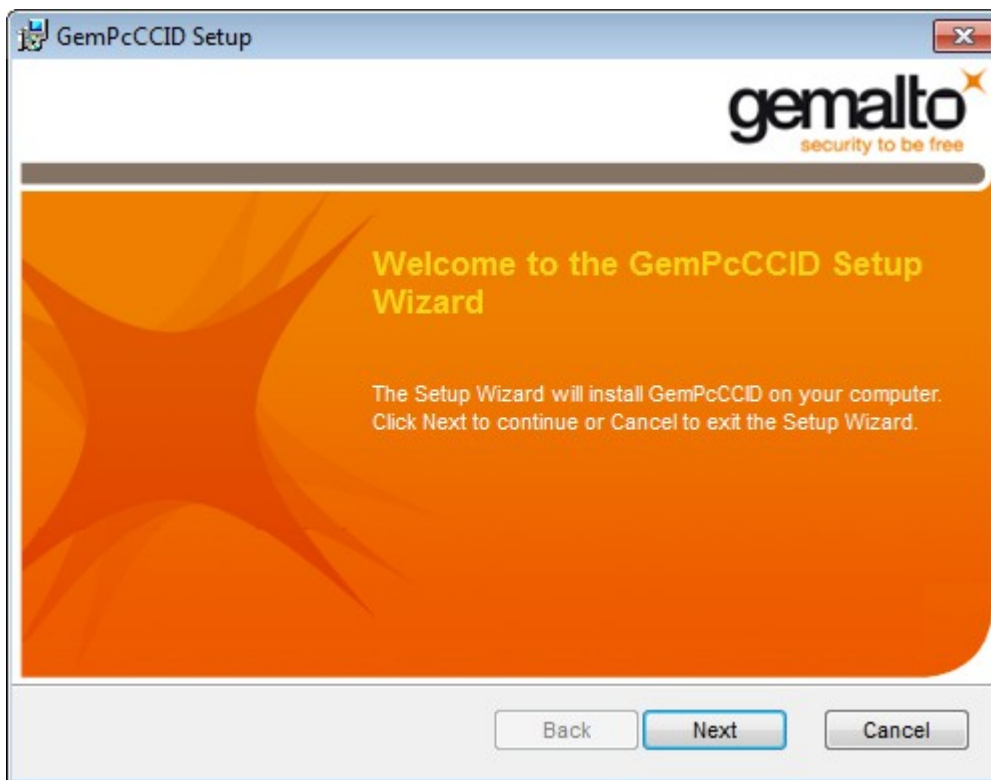 GemPcCCID Setup
gemalto
security to be free
Welcome to the GemPcCCID Setup
Wizard
The Setup Wizard will install GemPcCCID on your computer.
Click Next to continue or Cancel to exit the Setup Wizard.
Back
Next
Cancel